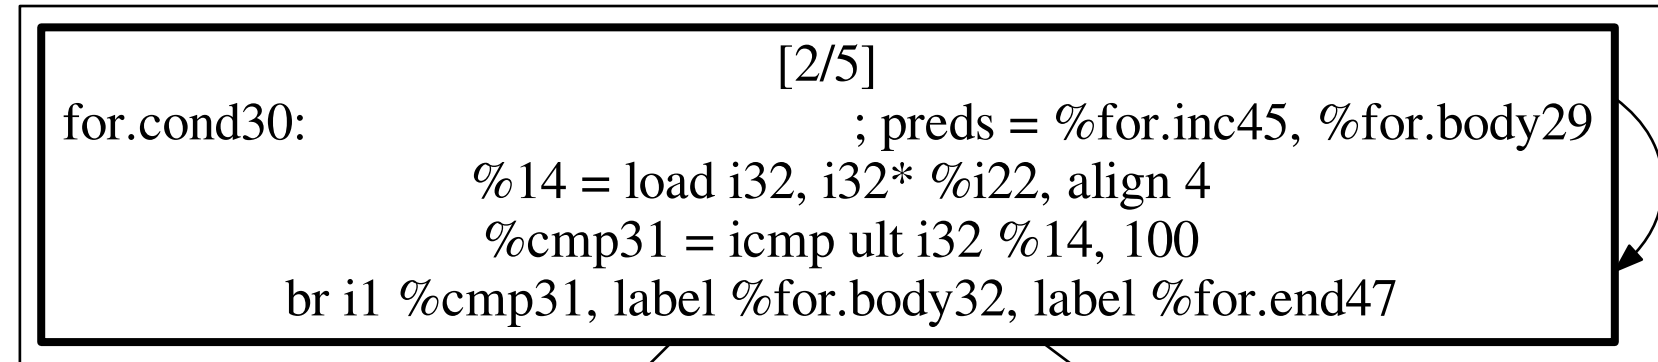 [2/5]
for.cond30: ; preds = %for.inc45, %for.body29
%14 = load i32, i32* %i22, align 4
%cmp31 = icmp ult i32 %14, 100
br i1 %cmp31, label %for.body32, label %for.end47